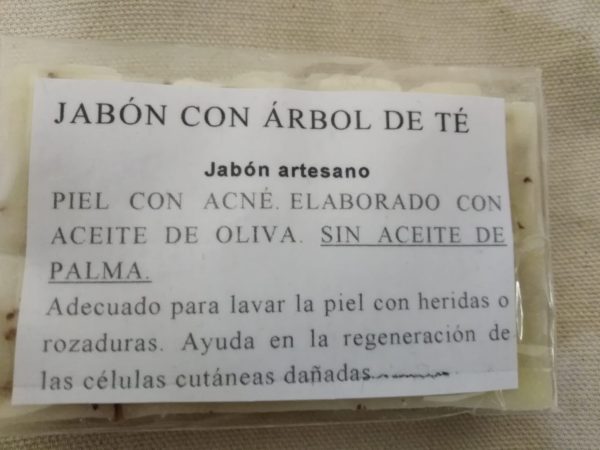 JABÓN CON ÁRBOL DE TÉ
Jabón artesano
PIEL CON ACNÉ. ELABORADO CON
ACEITE DE OLIVA. SIN ACEITE DE
PALMA.
Adecuado para lavar la piel con heridas o
rozaduras. Ayuda en la regeneración de
las células cutáneas dañadas